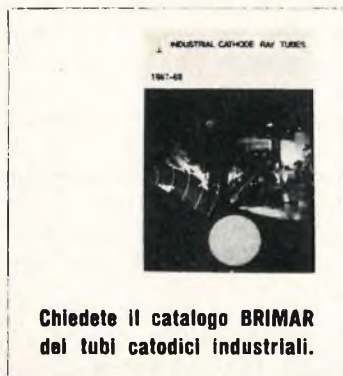 INDUSTRIAL CATHODE RAY TUBES
1967-68
Chiedete il catalogo BRIMAR
dei tubi catodici industriali.